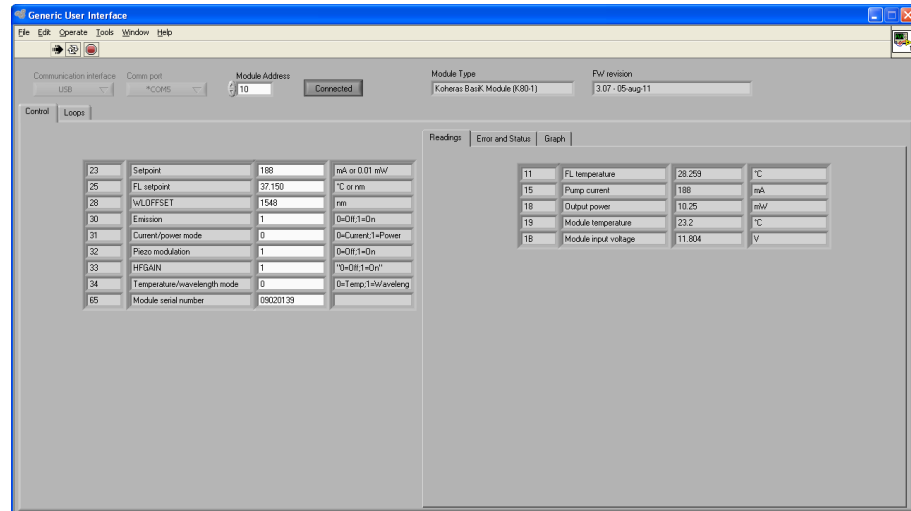 Generic User Interface
File Edit Operate Tools Window Help
Communication interface Comm port Module Address Module Type FW revision
USB °COM5 10 Connected Koheras BasiK Module (K80-1) 3.07 - 05-aug-11
Control Loops
Readings Error and Status Graph
23 Setpoint 188 mA or 0.01 mW
25 FL setpoint 37.150 °C or nm
28 WLOFFSET 1548 nm
30 Emission 1 0=Off;1=On
31 Current/power mode 0 0=Current;1=Power
32 Piezo modulation 1 0=Off;1=On
33 HFGAIN 1 "0=Off;1=On"
34 Temperature/wavelength mode 0 0=Temp;1=Waveleng
65 Module serial number 09020139
11 FL temperature 28.259 °C
15 Pump current 188 mA
18 Output power 10.25 mW
19 Module temperature 23.2 °C
1B Module input voltage 11.804 V